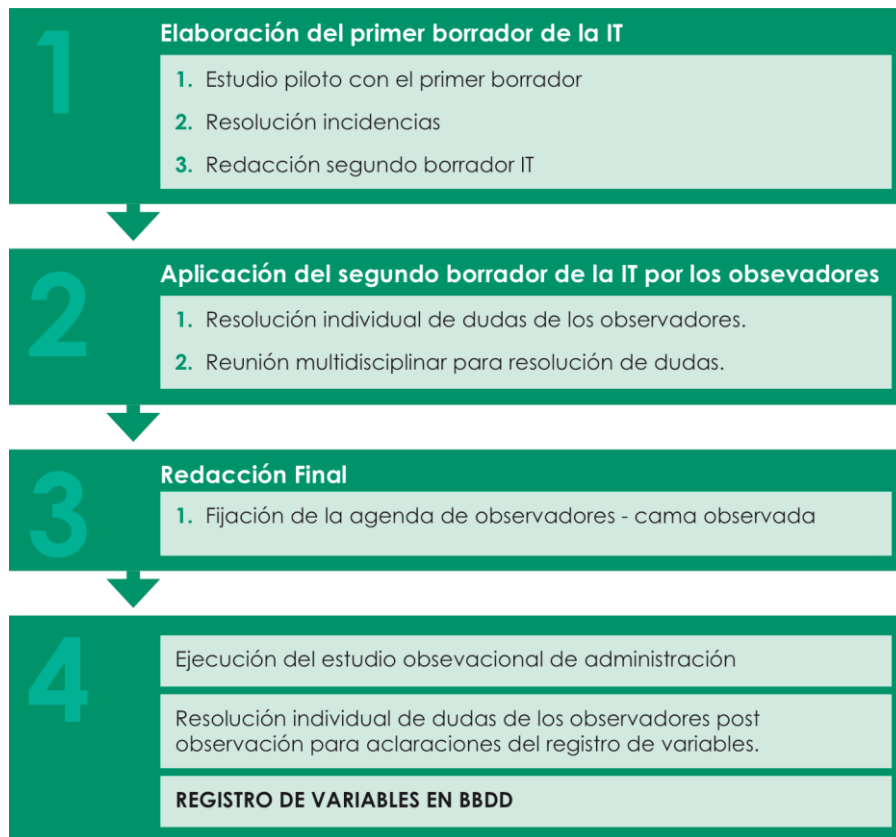 1
Elaboración del primer borrador de la IT
1. Estudio piloto con el primer borrador
2. Resolución incidencias
3. Redacción segundo borrador IT
2
Aplicación del segundo borrador de la IT por los obsevadores
1. Resolución individual de dudas de los observadores.
2. Reunión multidisciplinar para resolución de dudas.
3
Redacción Final
1. Fijación de la agenda de observadores - cama observada
4
Ejecución del estudio obsevacional de administración
Resolución individual de dudas de los observadores post
observación para aclaraciones del registro de variables.
REGISTRO DE VARIABLES EN BBDD